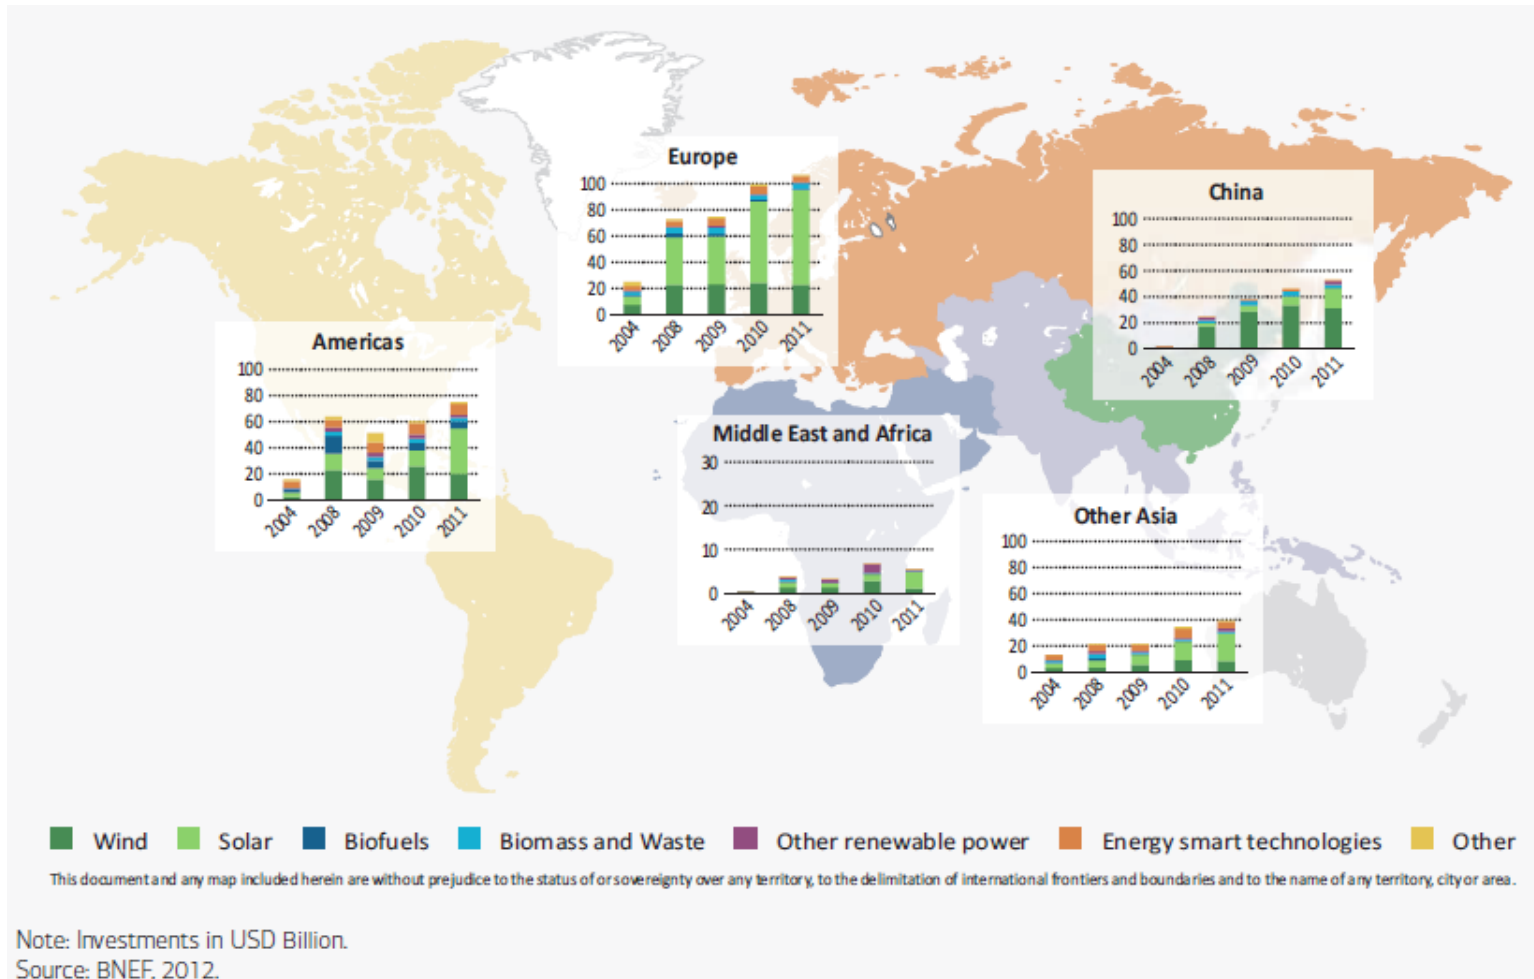 Europe
100
80
60
40
20
0
2004 2008 2009 2010 2011
China
100
80
60
40
20
0
2004 2008 2009 2010 2011
Americas
100
80
60
40
20
0
2004 2008 2009 2010 2011
Middle East and Africa
30
20
10
0
2004 2008 2009 2010 2011
Other Asia
100
80
60
40
20
0
2004 2008 2009 2010 2011
Wind Solar Biofuels Biomass and Waste Other renewable power Energy smart technologies Other
This document and any map included herein are without prejudice to the status of or sovereignty over any territory, to the delimitation of international frontiers and boundaries and to the name of any territory, city or area.
Note: Investments in USD Billion.
Source: BNEF, 2012.